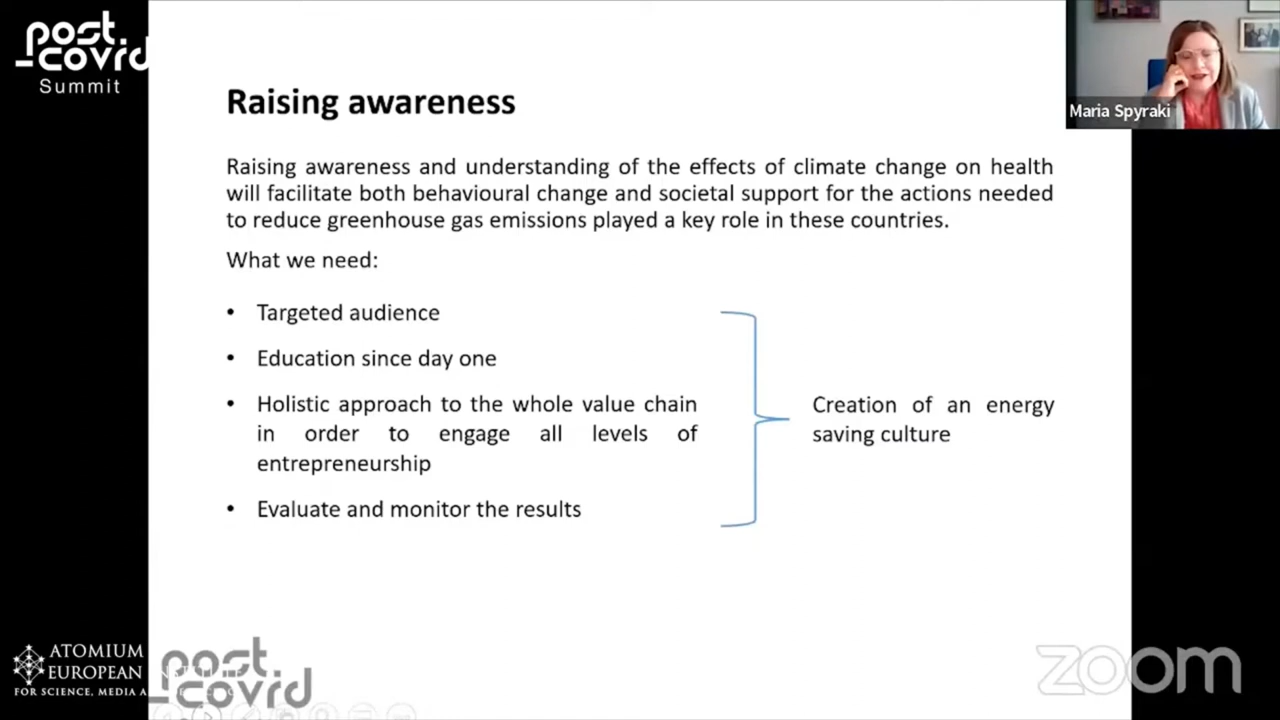 post
-covid
Summit
Maria Spyraki
Raising awareness
Raising awareness and understanding of the effects of climate change on health
will facilitate both behavioural change and societal support for the actions needed
to reduce greenhouse gas emissions played a key role in these countries.
What we need:
• Targeted audience
• Education since day one
• Holistic approach to the whole value chain
in order to engage all levels of
entrepreneurship
• Evaluate and monitor the results
Creation of an energy
saving culture
ATOMIUM
EUROPEAN
FOR SCIENCE, MEDIA A
post
-covid
zoom